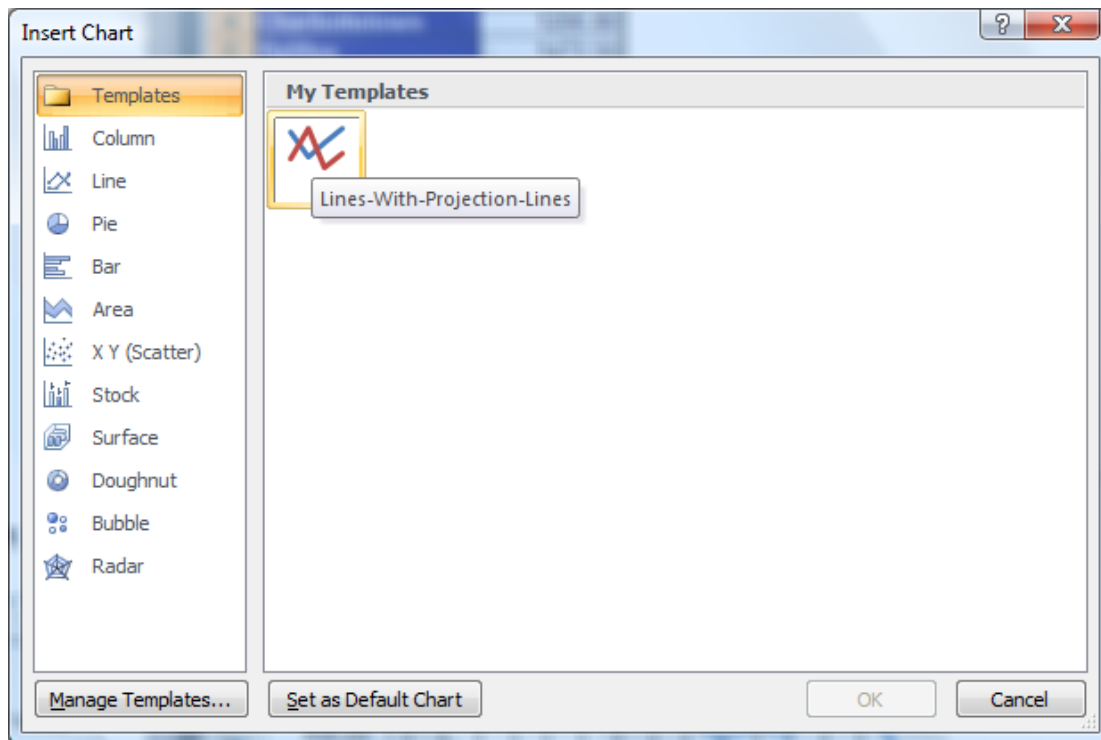 Insert Chart
?
X
Templates
Column
Line
Pie
Bar
Area
X Y (Scatter)
Stock
Surface
Doughnut
Bubble
Radar
My Templates
Lines-With-Projection-Lines
Manage Templates...
Set as Default Chart
OK
Cancel